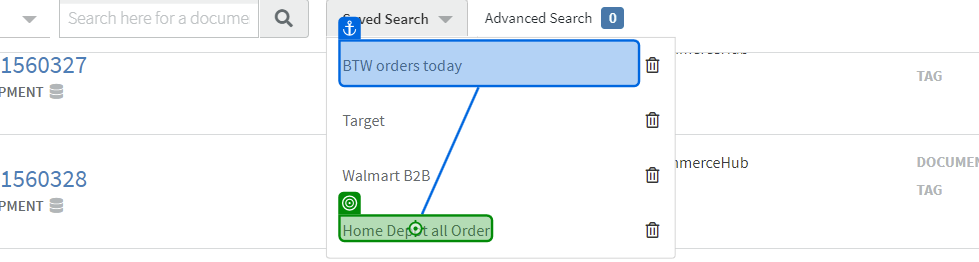 Search here for a docume
Saved Search
Advanced Search
0
1560327
PMENT
BTW orders today
TAG
Target
1560328
PMENT
Walmart B2B
mmerceHub
DOCUMEN
TAG
Home Depot all Order